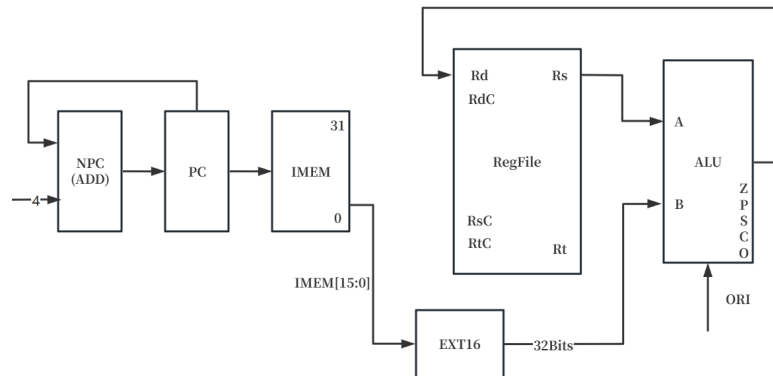 NPC
(ADD)
4
PC
31
IMEM
0
IMEM[15:0]
EXT16
32Bits
Rd
Rs
RdC
RegFile
RsC
RtC
Rt
A
ALU
B
Z
P
S
C
O
ORI